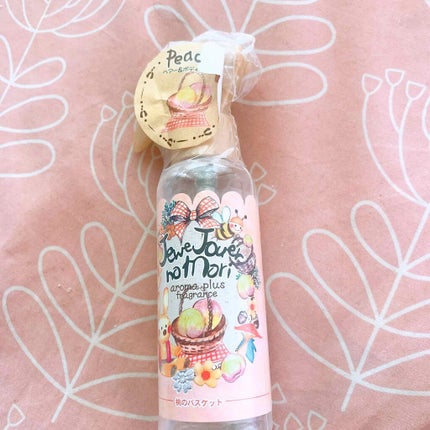 Peac
ヘアー&ボディ
Jewe Jouer
no Mori
aroma plus
fragrance
桃のバスケット